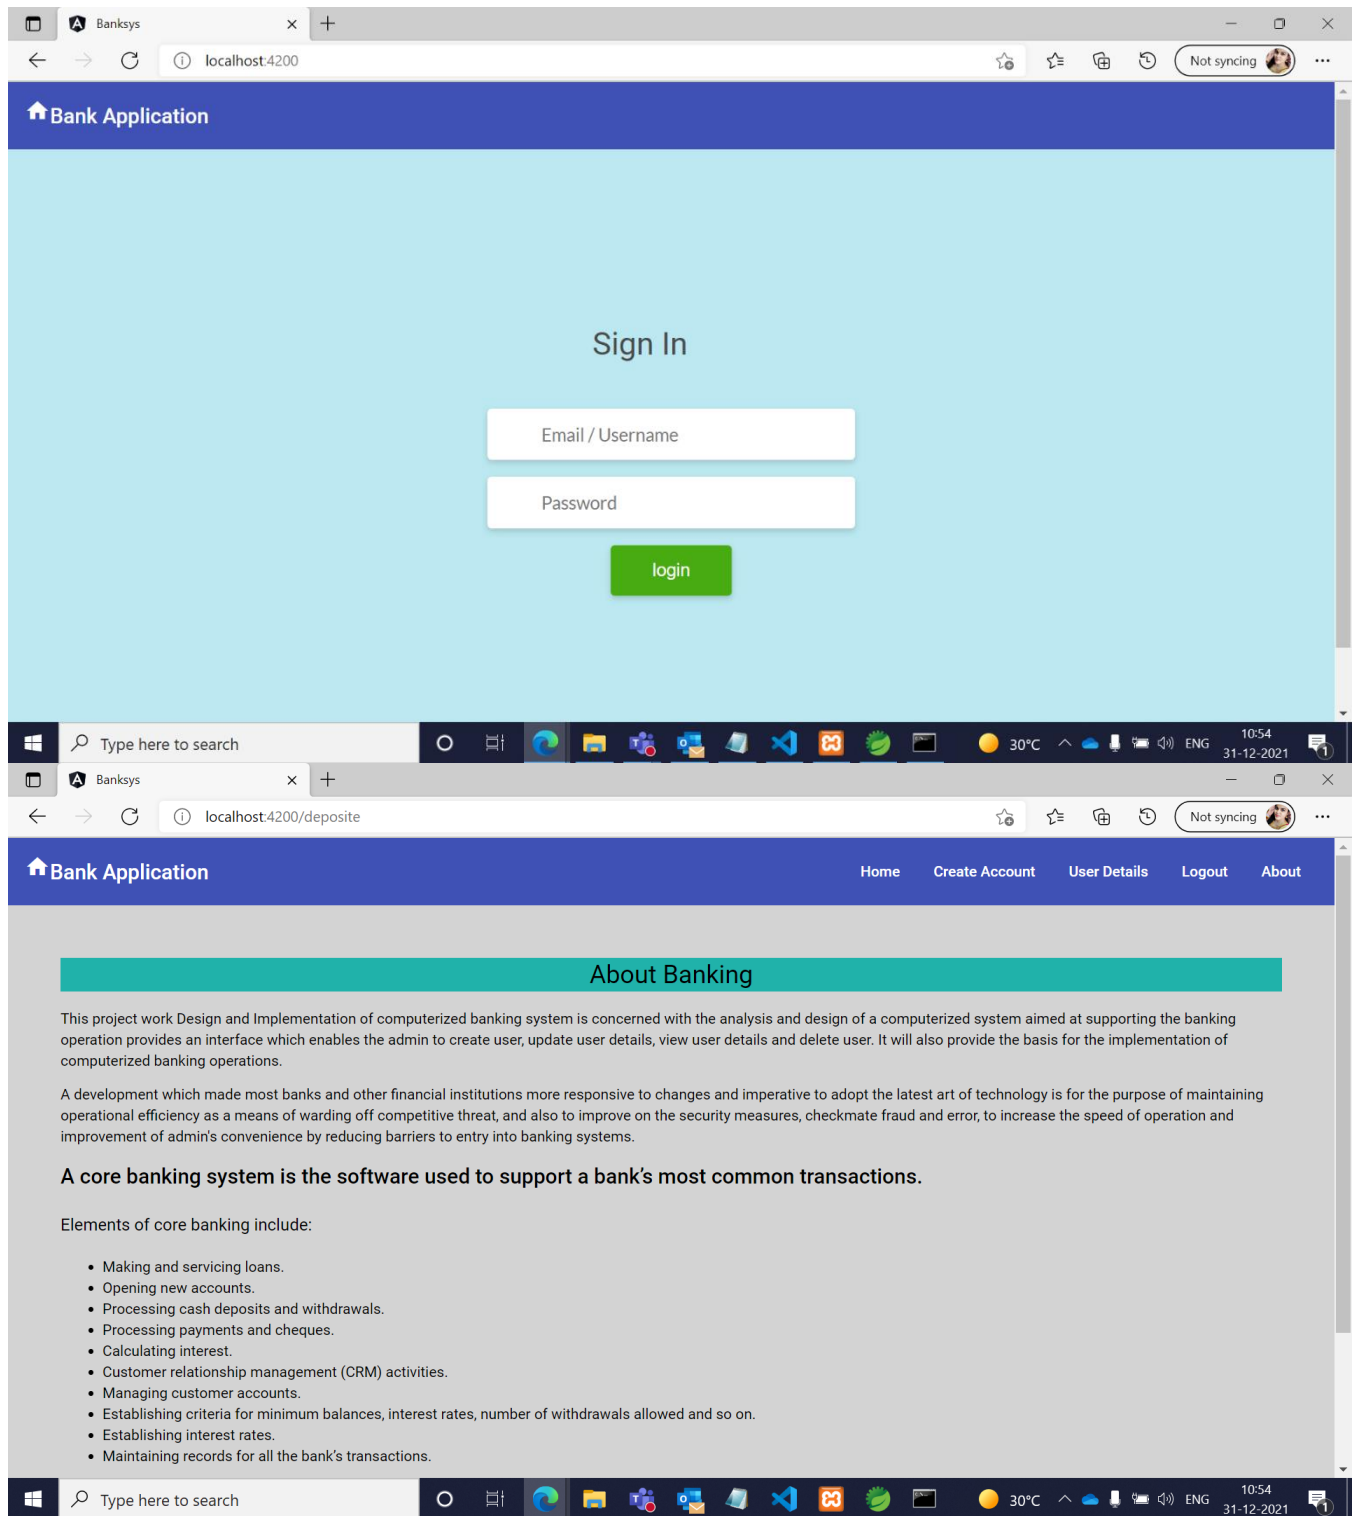 Banksys
localhost:4200
Not syncing
Bank Application
Sign In
Email / Username
Password
login
Type here to search
30°C
ENG
10:54
31-12-2021
1
Banksys
localhost:4200/deposite
Not syncing
Bank Application
Home Create Account User Details Logout About
About Banking
This project work Design and Implementation of computerized banking system is concerned with the analysis and design of a computerized system aimed at supporting the banking
operation provides an interface which enables the admin to create user, update user details, view user details and delete user. It will also provide the basis for the implementation of
computerized banking operations.
A development which made most banks and other financial institutions more responsive to changes and imperative to adopt the latest art of technology is for the purpose of maintaining
operational efficiency as a means of warding off competitive threat, and also to improve on the security measures, checkmate fraud and error, to increase the speed of operation and
improvement of admin's convenience by reducing barriers to entry into banking systems.
A core banking system is the software used to support a bank’s most common transactions.
Elements of core banking include:
• Making and servicing loans.
• Opening new accounts.
• Processing cash deposits and withdrawals.
• Processing payments and cheques.
• Calculating interest.
• Customer relationship management (CRM) activities.
• Managing customer accounts.
• Establishing criteria for minimum balances, interest rates, number of withdrawals allowed and so on.
• Establishing interest rates.
• Maintaining records for all the bank’s transactions.
Type here to search
30°C
ENG
10:54
31-12-2021
1